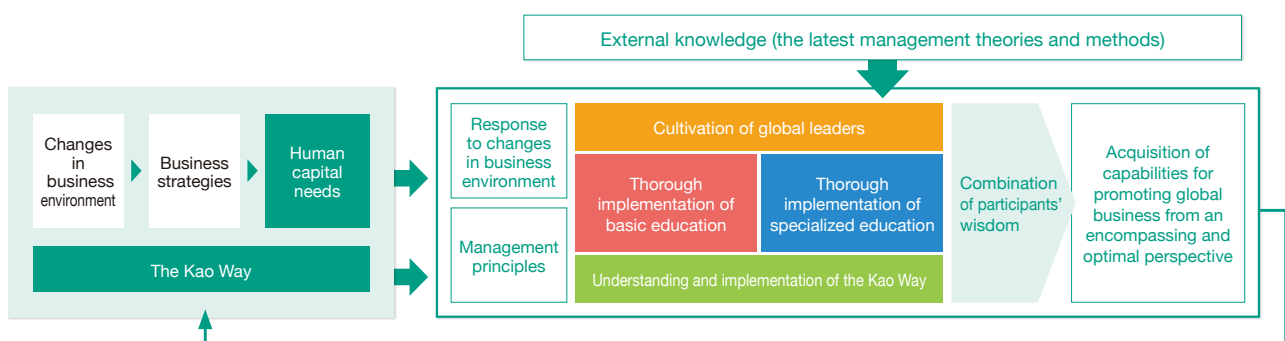 External knowledge (the latest management theories and methods)
Changes
in
business
environment
Business
strategies
Human
capital
needs
The Kao Way
Response
to changes
in business
environment
Management
principles
Cultivation of global leaders
Thorough
implementation of
basic education
Thorough
implementation of
specialized education
Understanding and implementation of the Kao Way
Combination
of participants’
wisdom
Acquisition of
capabilities for
promoting global
business from an
encompassing and
optimal perspective